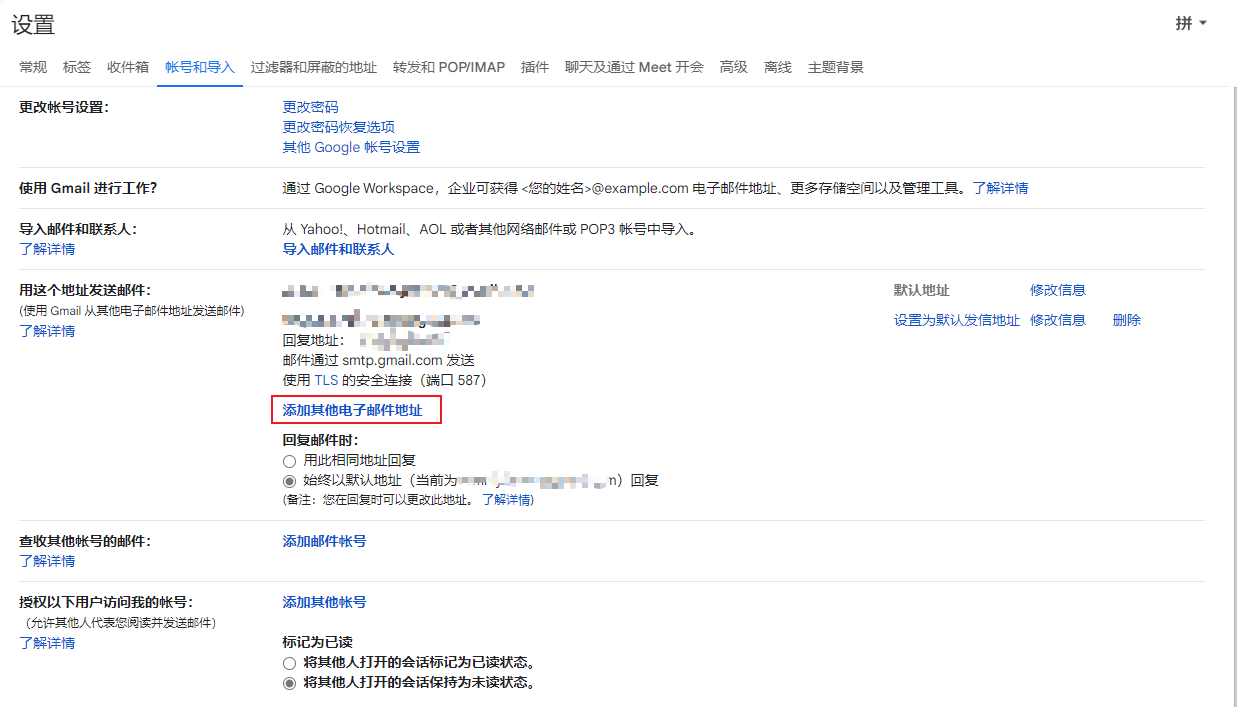 设置
拼
常规 标签 收件箱 帐号和导入 过滤器和屏蔽的地址 转发和 POP/IMAP 插件 聊天及通过 Meet 开会 高级 离线 主题背景
更改帐号设置： 更改密码
更改密码恢复选项
其他 Google 帐号设置
使用 Gmail 进行工作？ 通过 Google Workspace，企业可获得 <您的姓名>@example.com 电子邮件地址、更多存储空间以及管理工具。了解详情
导入邮件和联系人： 从 Yahoo!、Hotmail、AOL 或者其他网络邮件或 POP3 帐号中导入。
了解详情 导入邮件和联系人
用这个地址发送邮件： 默认地址 修改信息
(使用 Gmail 从其他电子邮件地址发送邮件)
设置为默认发信地址 修改信息 删除
了解详情
回复地址：
邮件通过 smtp.gmail.com 发送
使用 TLS 的安全连接（端口 587）
添加其他电子邮件地址
回复邮件时：
用此相同地址回复
始终以默认地址（当前为 m）回复
(备注：您在回复时可以更改此地址。 了解详情)
查收其他帐号的邮件： 添加邮件帐号
了解详情
授权以下用户访问我的帐号： 添加其他帐号
（允许其他人代表您阅读并发送邮件）
了解详情
标记为已读
将其他人打开的会话标记为已读状态。
将其他人打开的会话保持为未读状态。